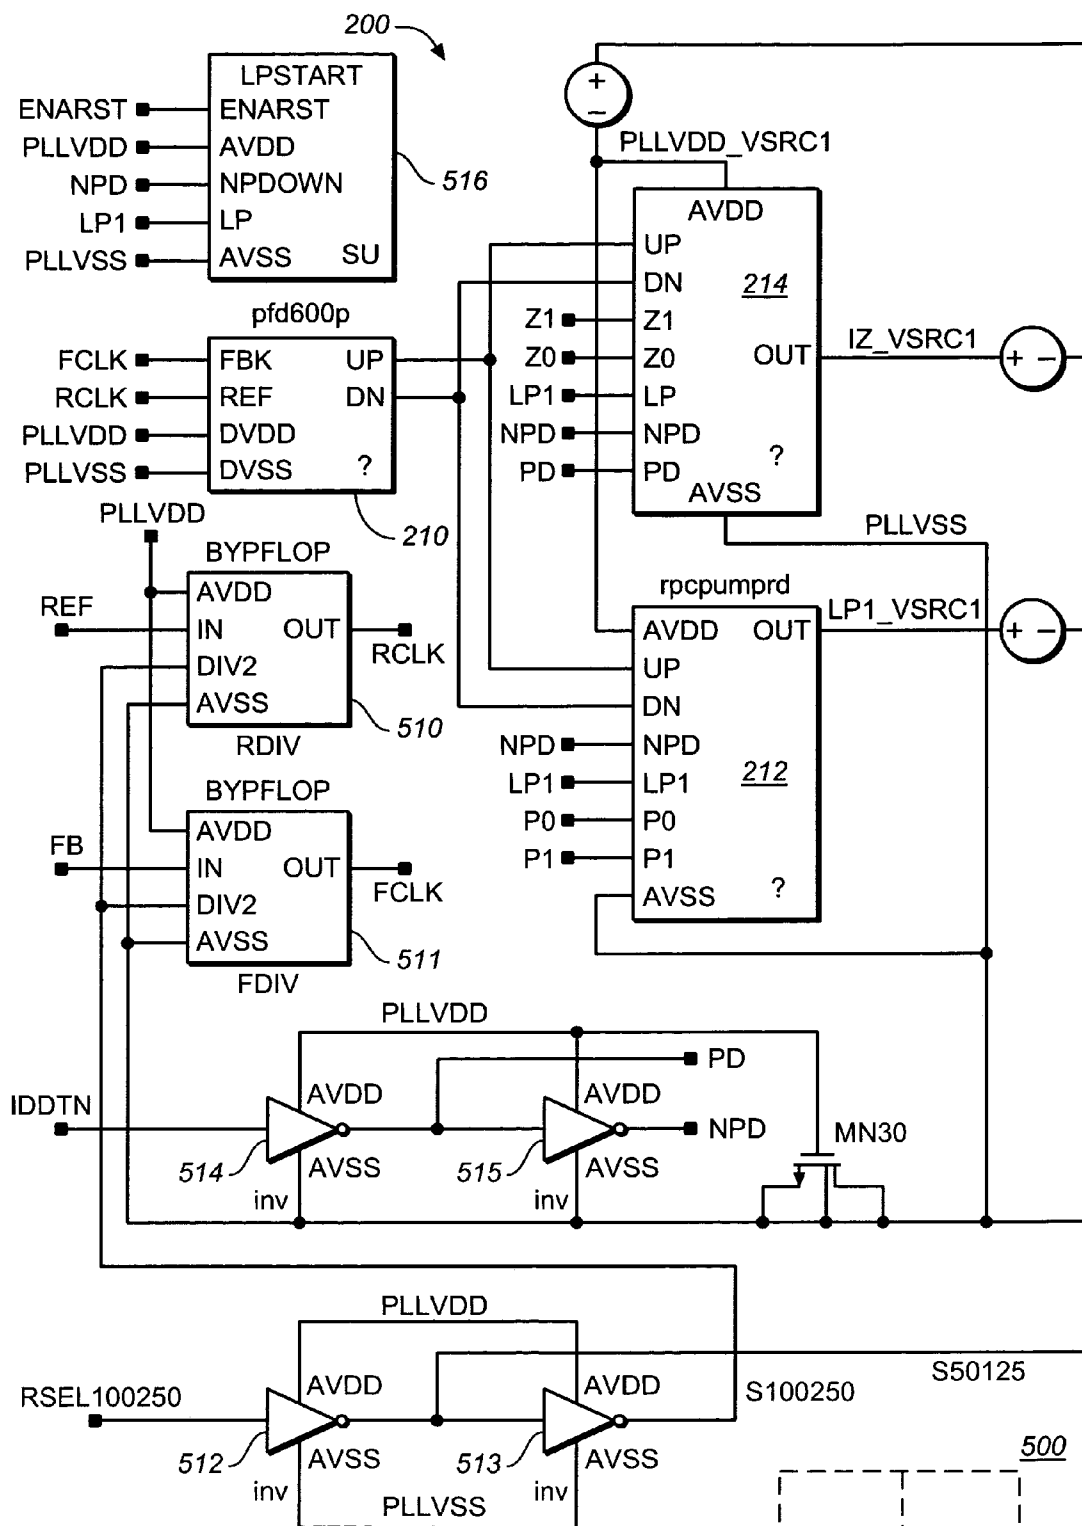 200
LPSTART
ENARST
ENARST
PLLVDD
AVDD
NPD
NPDOWN
LP1
LP
PLLVSS
AVSS
SU
516
+
−
PLLVDD_VSRC1
AVDD
UP
DN
Z1
Z1
Z0
Z0
LP1
LP
NPD
NPD
PD
PD
214
OUT
?
AVSS
IZ_VSRC1
+ −
PLLVSS
pfd600p
FCLK
FBK
UP
RCLK
REF
DN
PLLVDD
DVDD
PLLVSS
DVSS
?
210
PLLVDD
BYPFLOP
AVDD
REF
IN
OUT
RCLK
DIV2
AVSS
510
RDIV
rpcpumprd
AVDD
OUT
LP1_VSRC1
+ −
UP
DN
NPD
NPD
LP1
LP1
212
P0
P0
P1
P1
AVSS
?
BYPFLOP
AVDD
FB
IN
OUT
FCLK
DIV2
AVSS
511
FDIV
PLLVDD
PD
IDDTN
AVDD
AVDD
NPD
MN30
514
AVSS
515
AVSS
inv
inv
PLLVDD
S50125
RSEL100250
AVDD
AVDD
S100250
512
AVSS
513
AVSS
inv
inv
PLLVSS
500